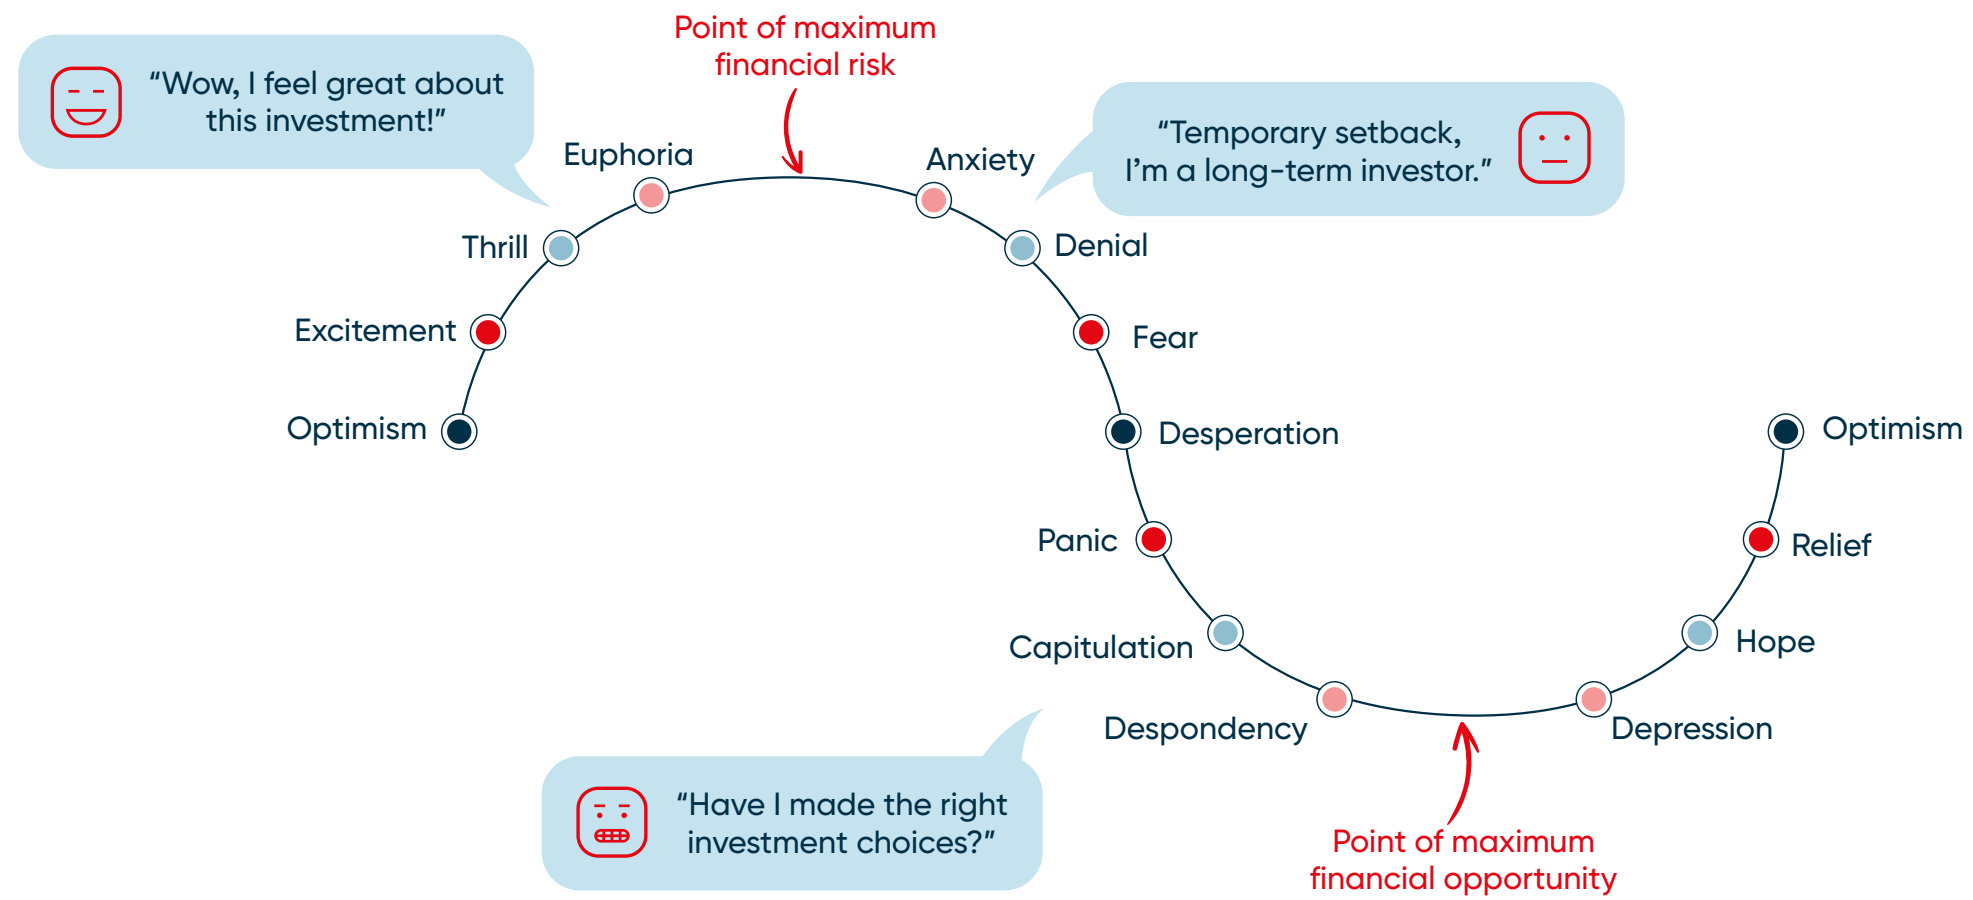 Point of maximum
financial risk
“Wow, I feel great about
this investment!”
“Temporary setback,
I’m a long-term investor.”
Euphoria
Anxiety
Thrill
Denial
Excitement
Fear
Optimism
Desperation
Optimism
Panic
Relief
Capitulation
Hope
Despondency
Depression
“Have I made the right
investment choices?”
Point of maximum
financial opportunity